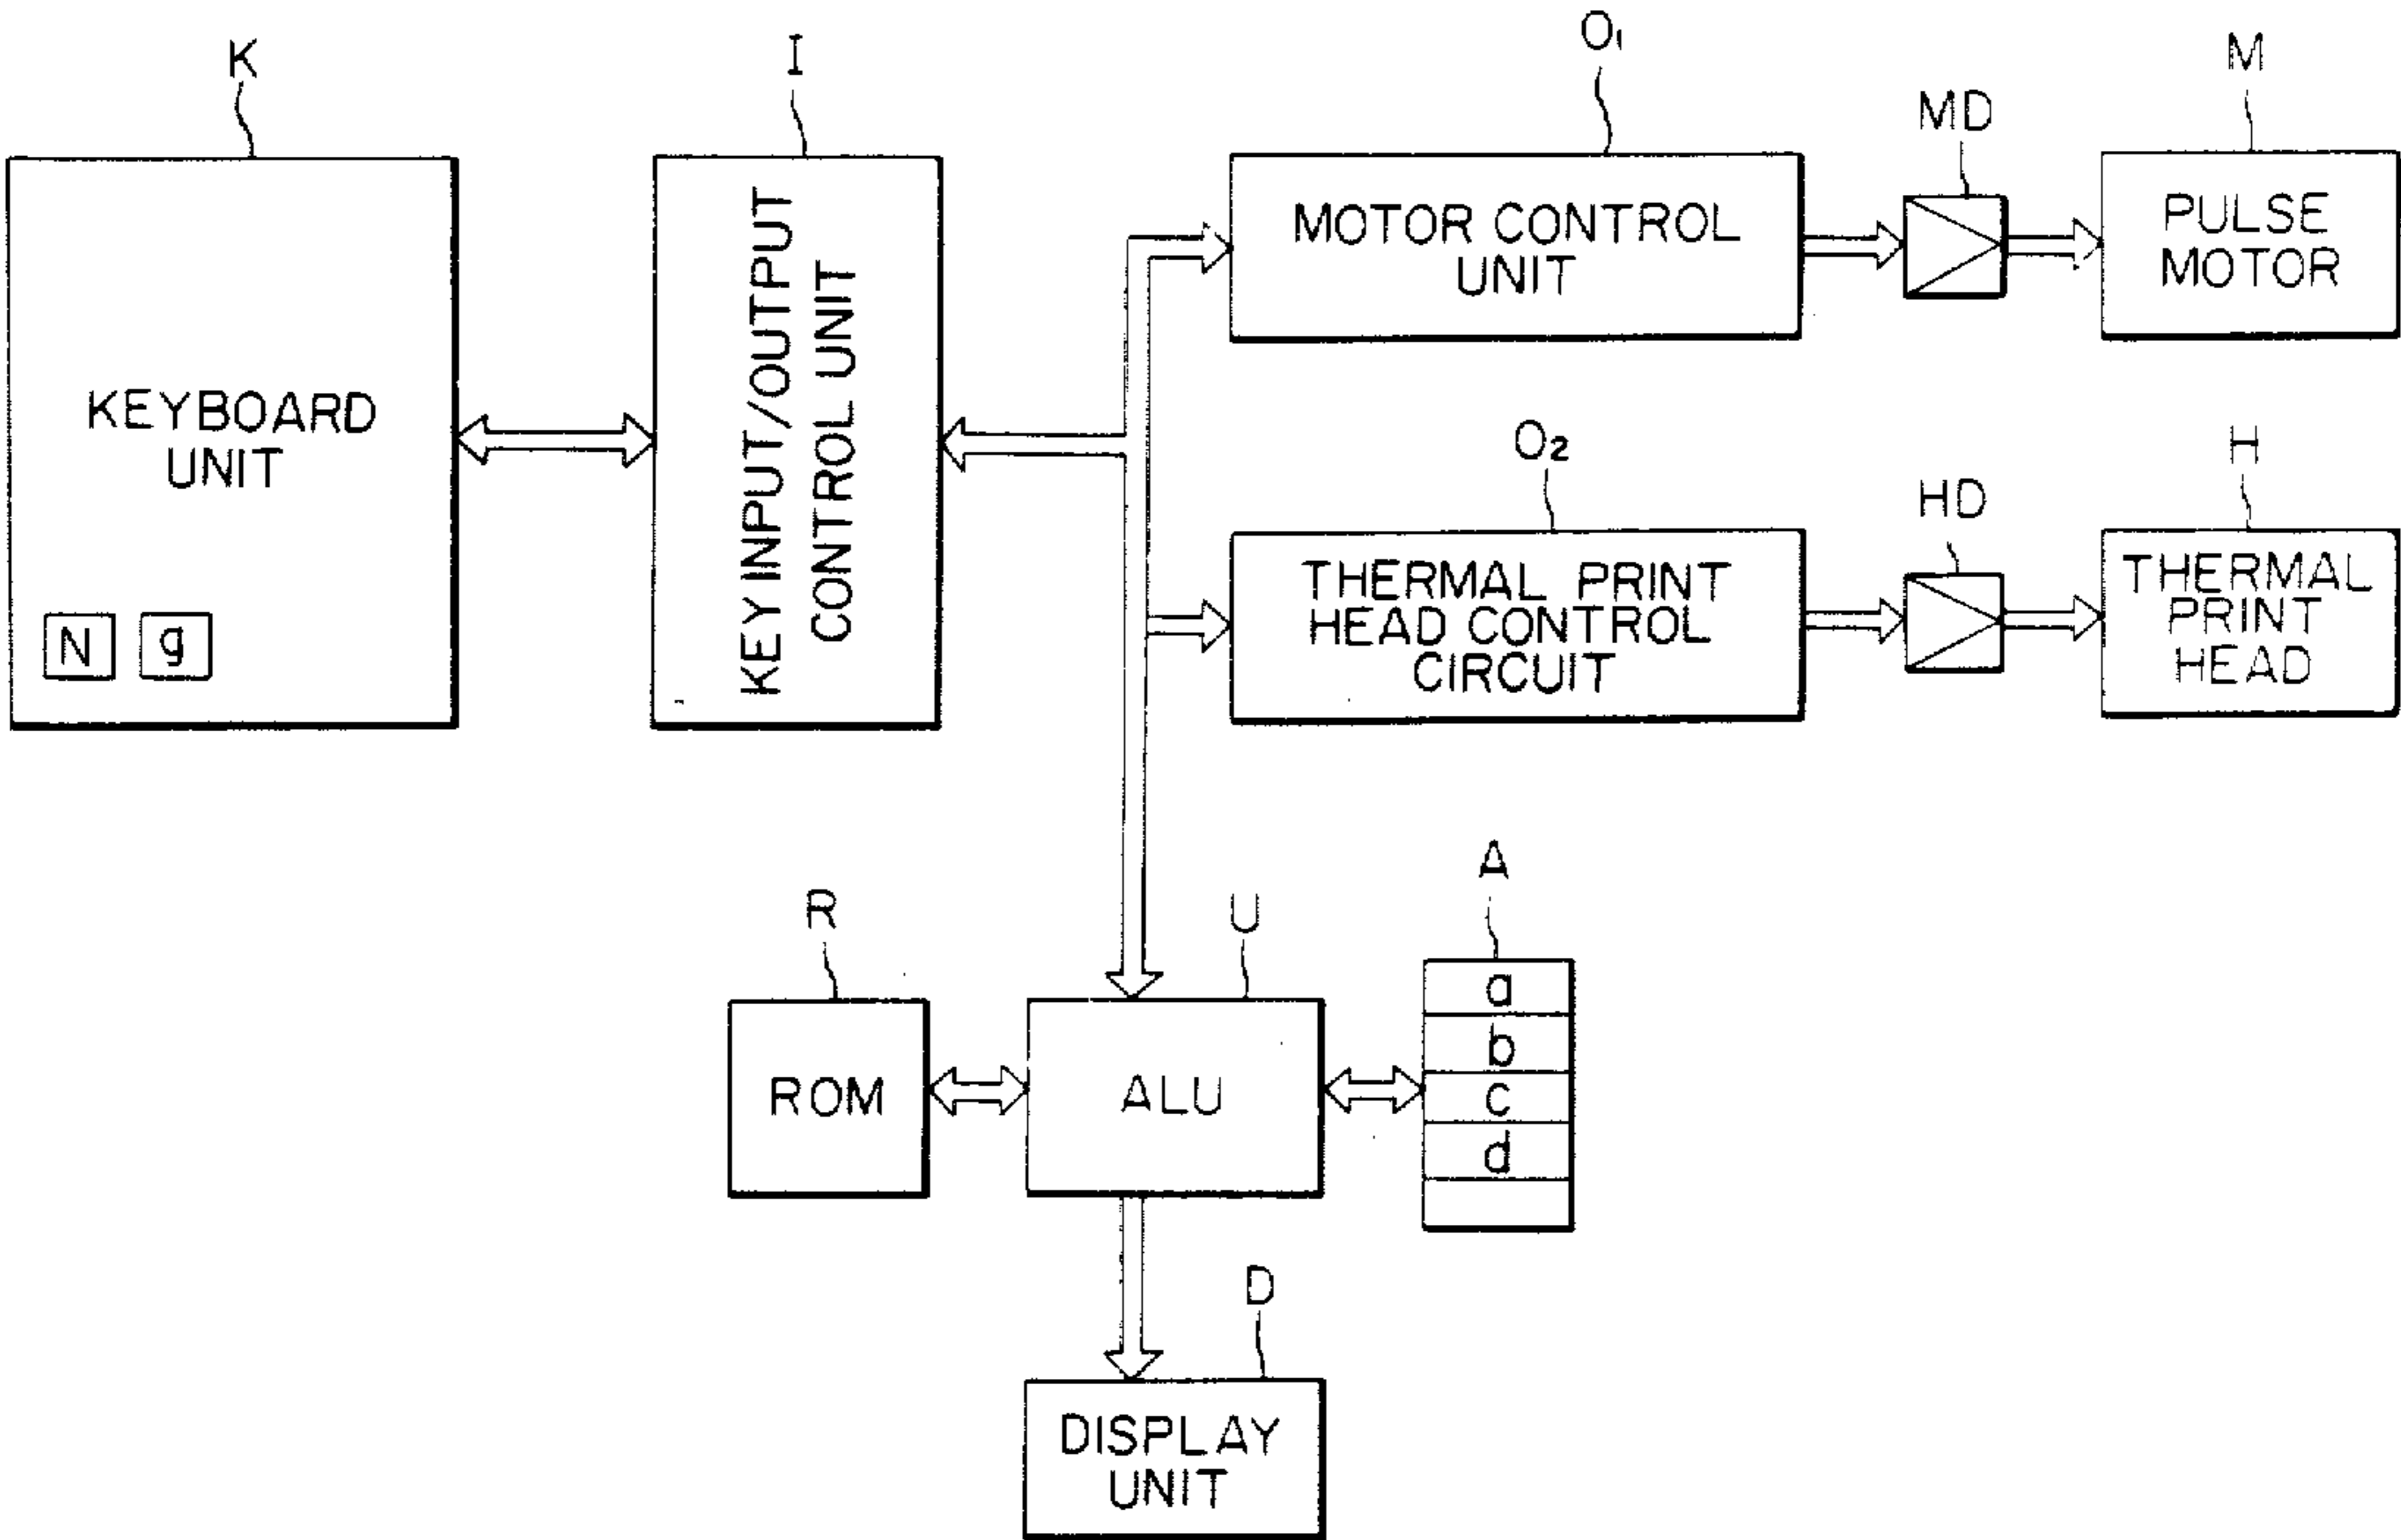 K
I
O1
MD
M
KEYBOARD
UNIT
N
g
KEY INPUT/OUTPUT
CONTROL UNIT
MOTOR CONTROL
UNIT
PULSE
MOTOR
O2
HD
H
THERMAL PRINT
HEAD CONTROL
CIRCUIT
THERMAL
PRINT
HEAD
R
U
A
ROM
ALU
a
b
c
d
D
DISPLAY
UNIT